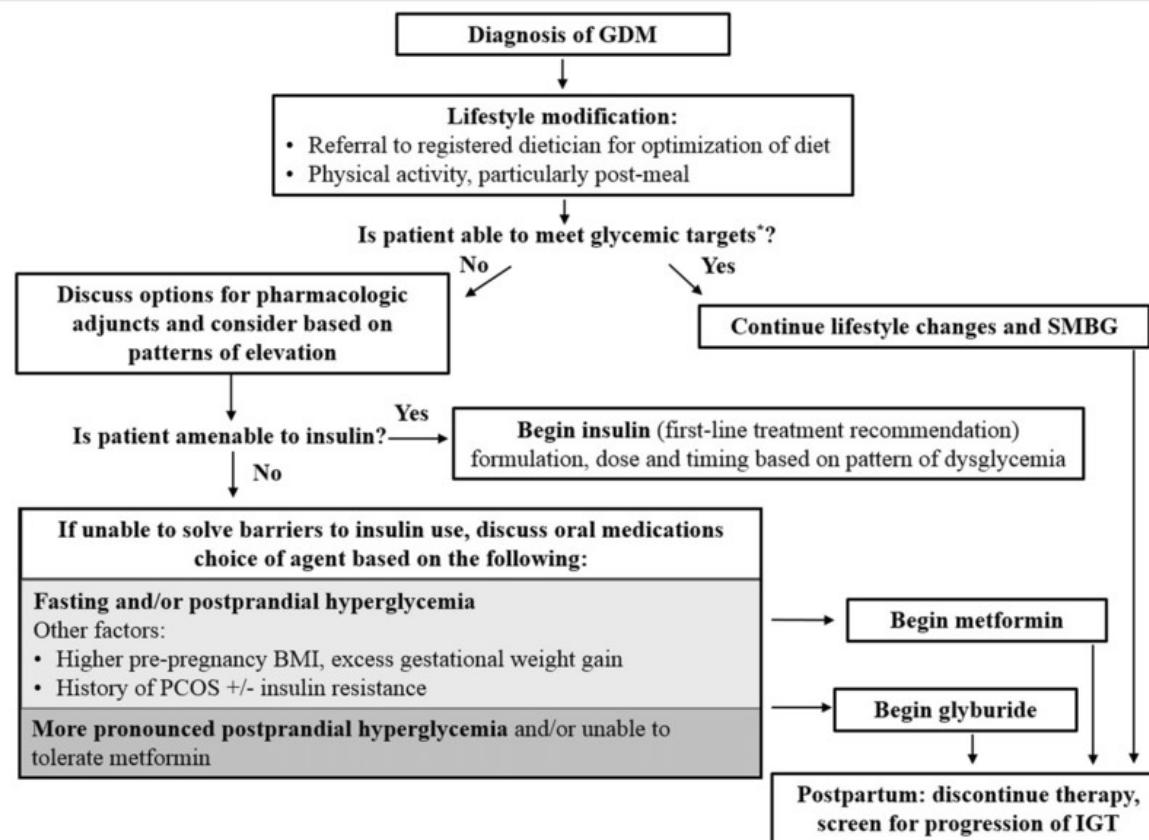 Diagnosis of GDM
Lifestyle modification:
• Referral to registered dietician for optimization of diet
• Physical activity, particularly post-meal
Is patient able to meet glycemic targets*?
No
Yes
Discuss options for pharmacologic
adjuncts and consider based on
patterns of elevation
Continue lifestyle changes and SMBG
Is patient amenable to insulin?
Yes
Begin insulin (first-line treatment recommendation)
formulation, dose and timing based on pattern of dysglycemia
No
If unable to solve barriers to insulin use, discuss oral medications
choice of agent based on the following:
Fasting and/or postprandial hyperglycemia
Other factors:
• Higher pre-pregnancy BMI, excess gestational weight gain
• History of PCOS +/- insulin resistance
Begin metformin
More pronounced postprandial hyperglycemia and/or unable to
tolerate metformin
Begin glyburide
Postpartum: discontinue therapy,
screen for progression of IGT